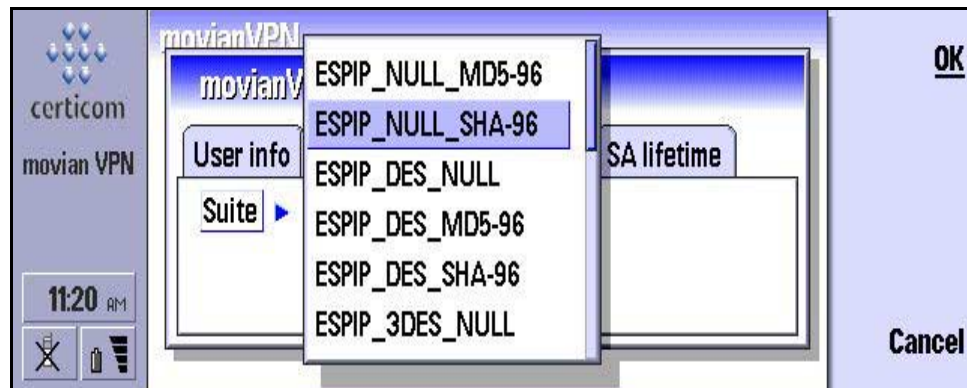 certicom
movian VPN
11:20 AM
movianVPN
movianV
User info
SA lifetime
Suite
ESPIP_NULL_MD5-96
ESPIP_NULL_SHA-96
ESPIP_DES_NULL
ESPIP_DES_MD5-96
ESPIP_DES_SHA-96
ESPIP_3DES_NULL
OK
Cancel